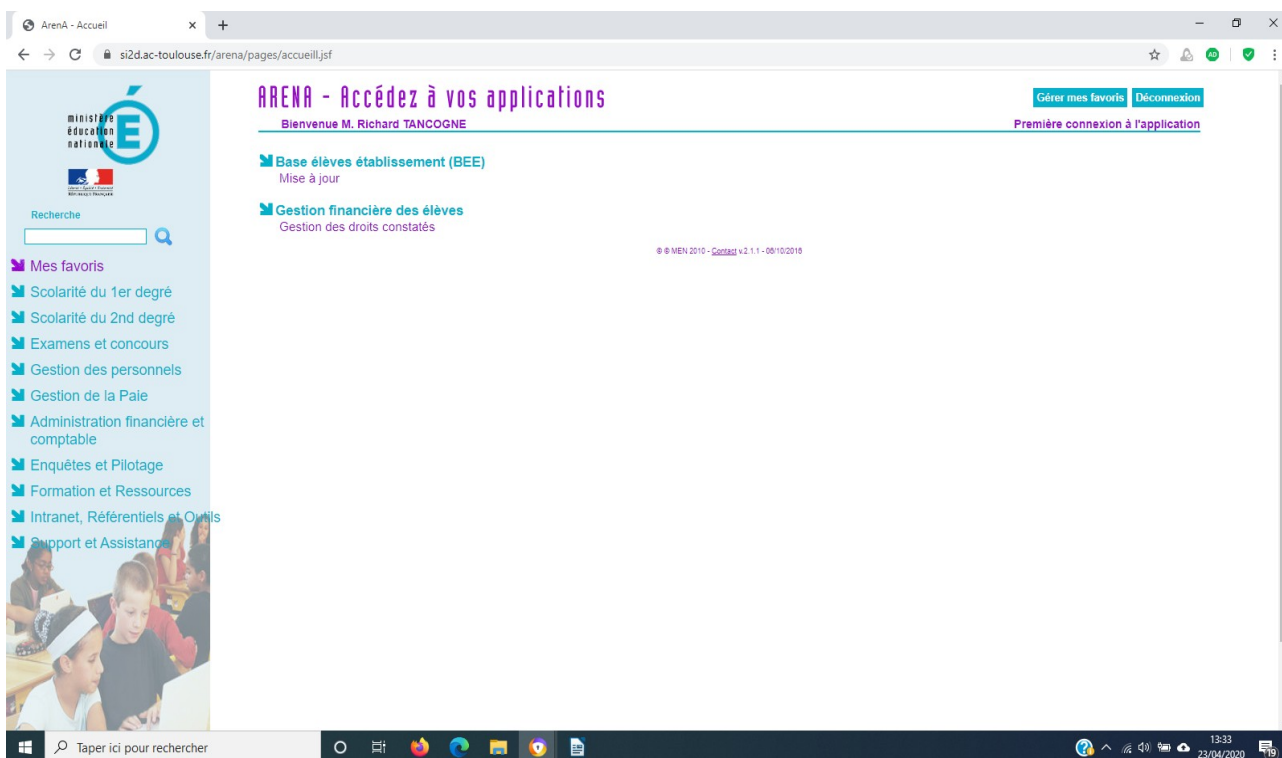 ArenA - Accueil
si2d.ac-toulouse.fr/arena/pages/accueill.jsf
ministère
éducation
nationale
E
RÉPUBLIQUE FRANÇAISE
ARENA - Accédez à vos applications
Gérer mes favoris Déconnexion
Bienvenue M. Richard TANCOGNE
Première connexion à l'application
Base élèves établissement (BEE)
Mise à jour
Gestion financière des élèves
Gestion des droits constatés
© © MEN 2010 - Contact v.2.1.1 - 06/10/2016
Recherche
Mes favoris
Scolarité du 1er degré
Scolarité du 2nd degré
Examens et concours
Gestion des personnels
Gestion de la Paie
Administration financière et
comptable
Enquêtes et Pilotage
Formation et Ressources
Intranet, Référentiels et Outils
Support et Assistance
Taper ici pour rechercher
13:33
23/04/2020
19